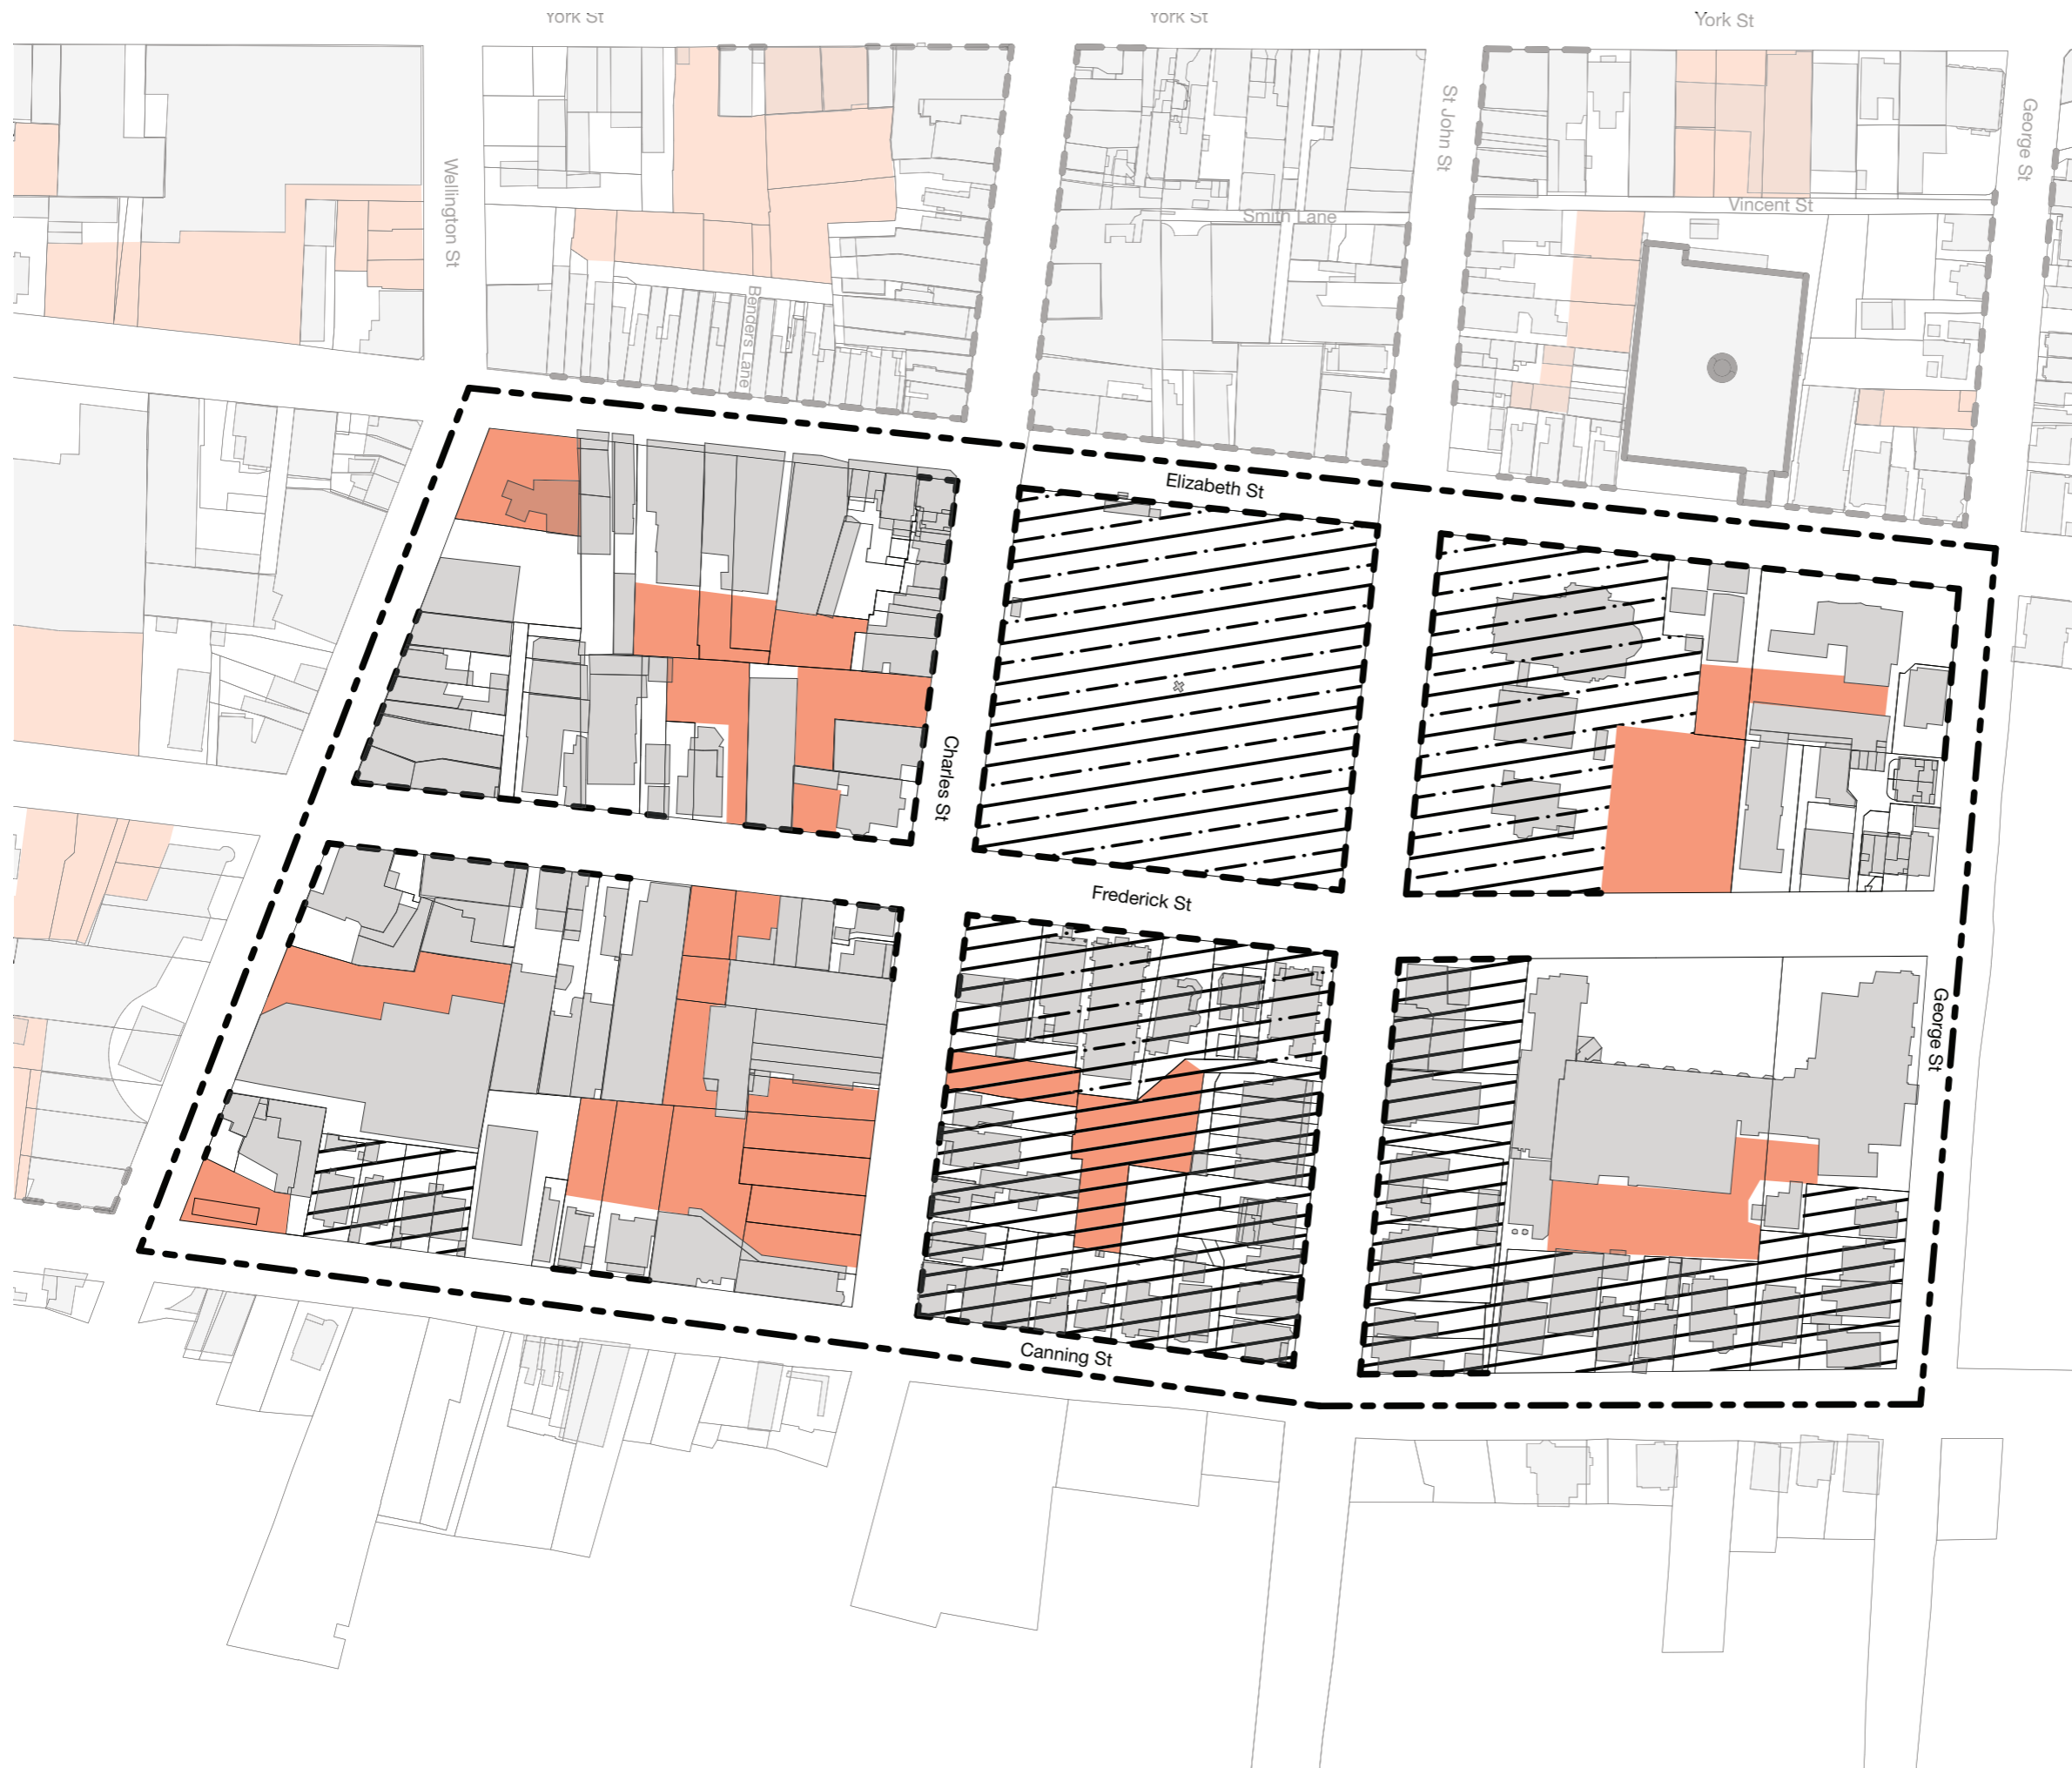 York St
York St
York St
St John St
George St
Wellington St
Vincent St
Smith Lane
Benders Lane
Elizabeth St
Charles St
Frederick St
George St
Canning St